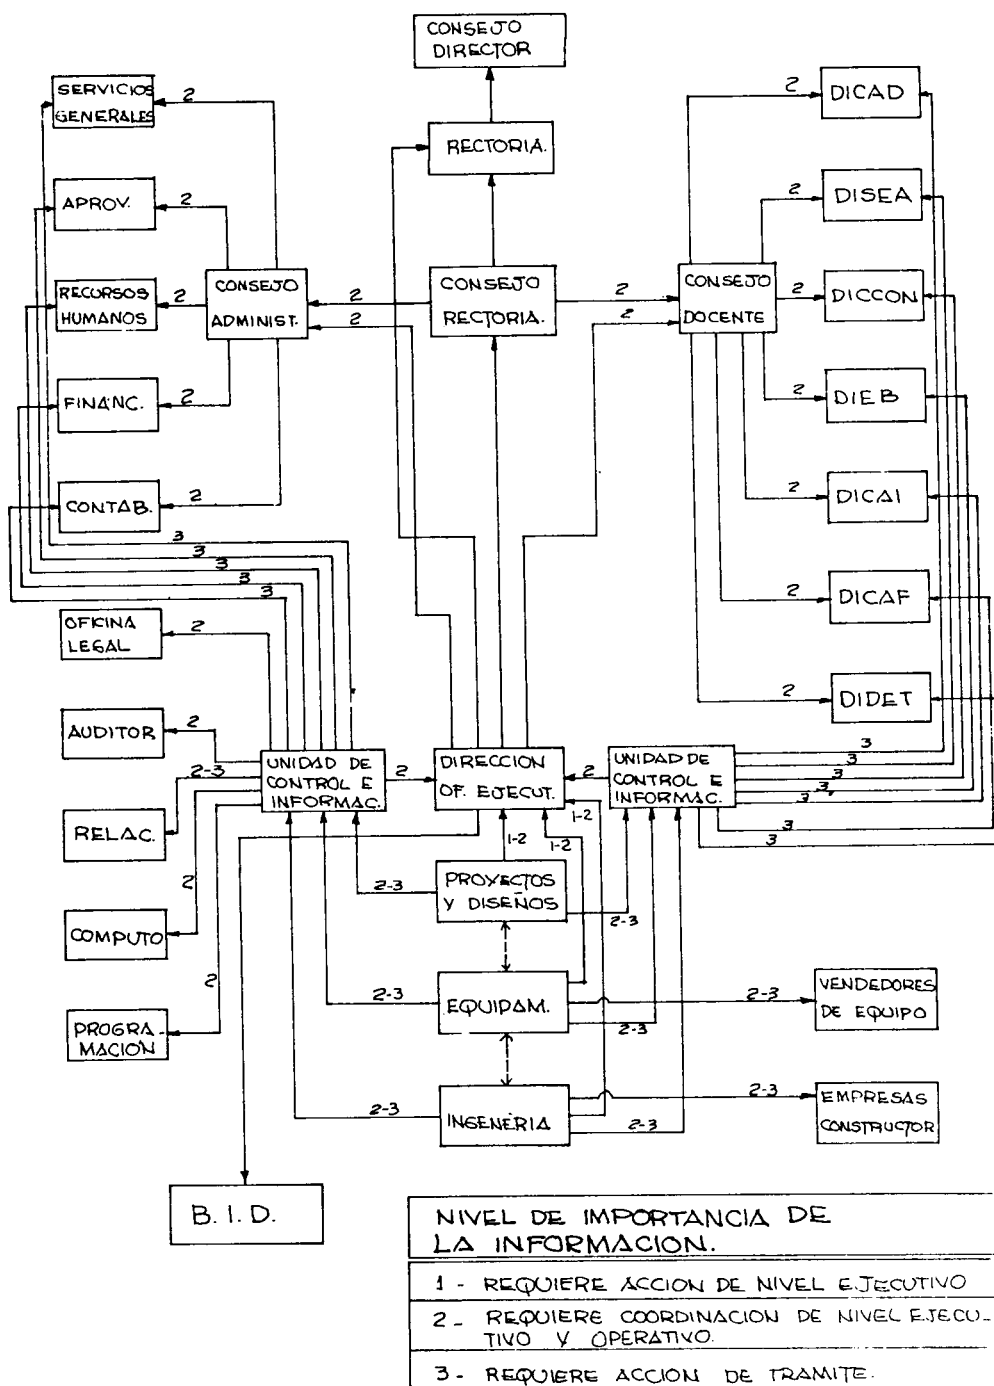 CONSEJO
DIRECTOR
SERVICIOS
GENERALES
2
2
DICAD
RECTORIA.
APROV.
2
2
DISEA
RECURSOS
HUMANOS
2
CONSEJO
ADMINIST.
2
2
CONSEJO
RECTORIA.
2
2
CONSEJO
DOCENTE
2
DICCON
FINANC.
2
2
DIEB
CONTAB.
2
2
DICAI
3
3
3
3
3
2
DICAF
OFICINA
LEGAL
2
2
DIDET
AUDITOR
2
2-3
UNIDAD DE
CONTROL E
INFORMAC.
2
DIRECCION
OF. EJECUT.
2
UNIDAD DE
CONTROL E
INFORMAC.
3
3
3
3
3
3
3
RELAC.
1-2
1-2
1-2
2-3
PROYECTOS
Y DISEÑOS
2-3
2
COMPUTO
2
2-3
EQUIPAM.
2-3
2-3
VENDEDORES
DE EQUIPO
PROGRA-
MACIÓN
2-3
INGENERIA
2-3
2-3
EMPRESAS
CONSTRUCTOR
B. I. D.
NIVEL DE IMPORTANCIA DE
LA INFORMACION.
1 - REQUIERE ACCION DE NIVEL EJECUTIVO
2 - REQUIERE COORDINACION DE NIVEL EJECU-
TIVO Y OPERATIVO.
3 - REQUIERE ACCION DE TRAMITE.